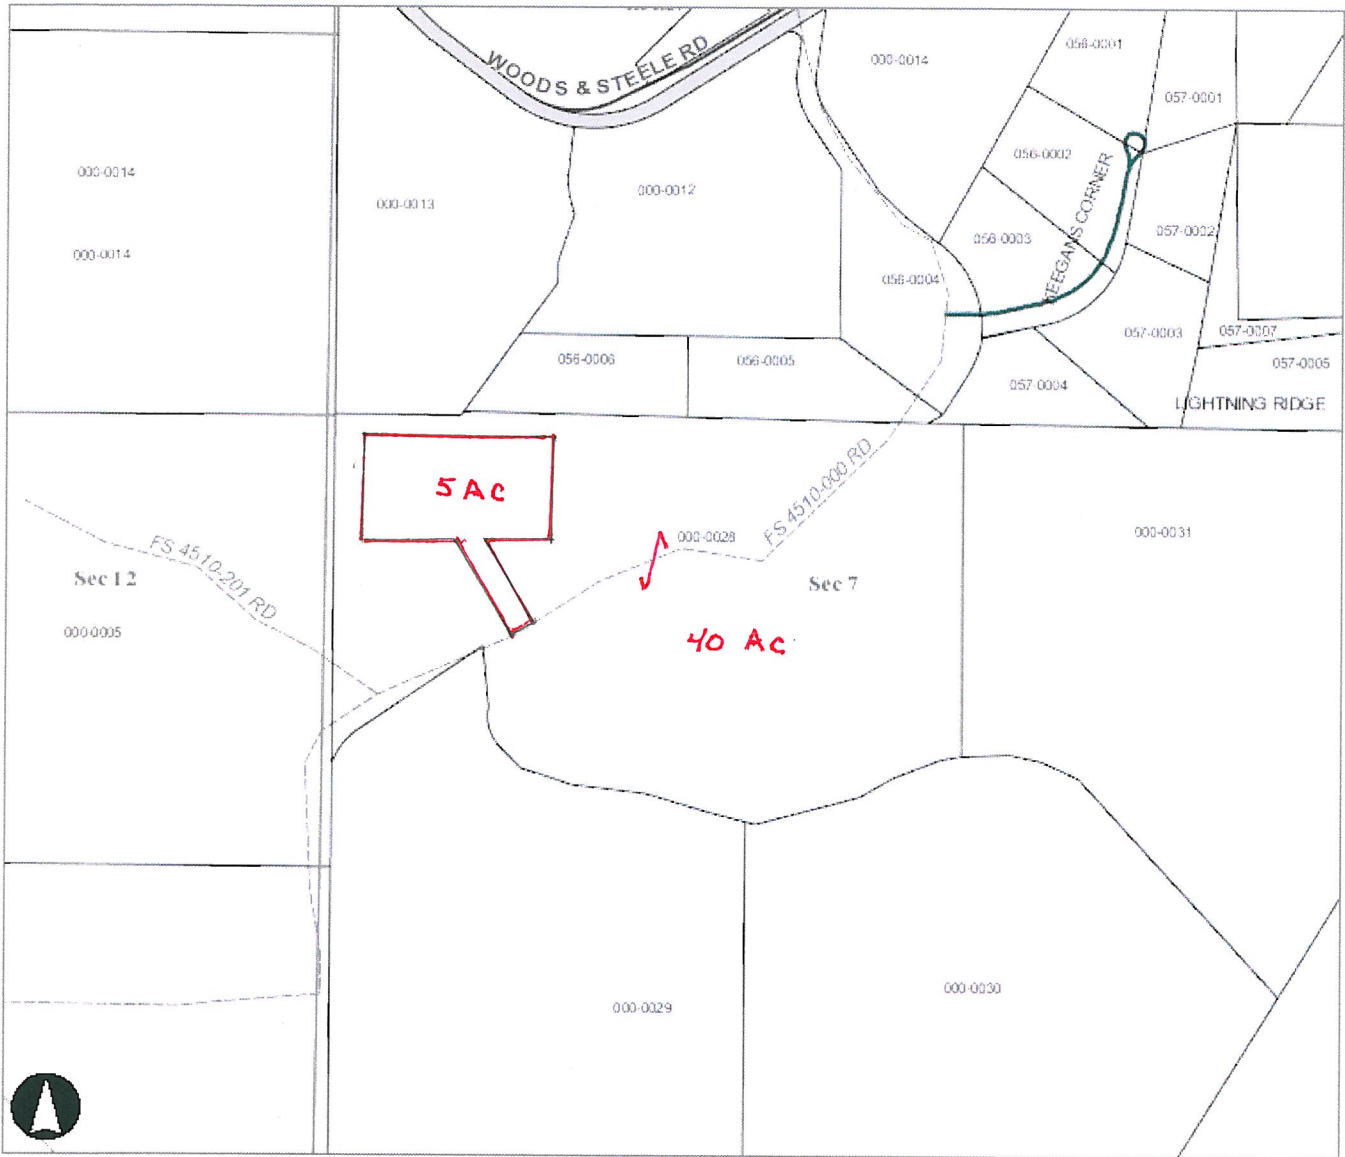 WOODS & STEELE RD
000-0014
056-0001
057-0001
056-0002
000-0014
000-0013
000-0012
KEEGANS CORNER
056-0003
057-0002
000-0014
056-0004
057-0003
057-0007
056-0006
056-0005
057-0005
057-0004
LIGHTNING RIDGE
5 AC
FS 4510-000 RD
000-0028
000-0031
FS 4510-201 RD
Sec 12
Sec 7
000-0005
40 AC
000-0029
000-0030